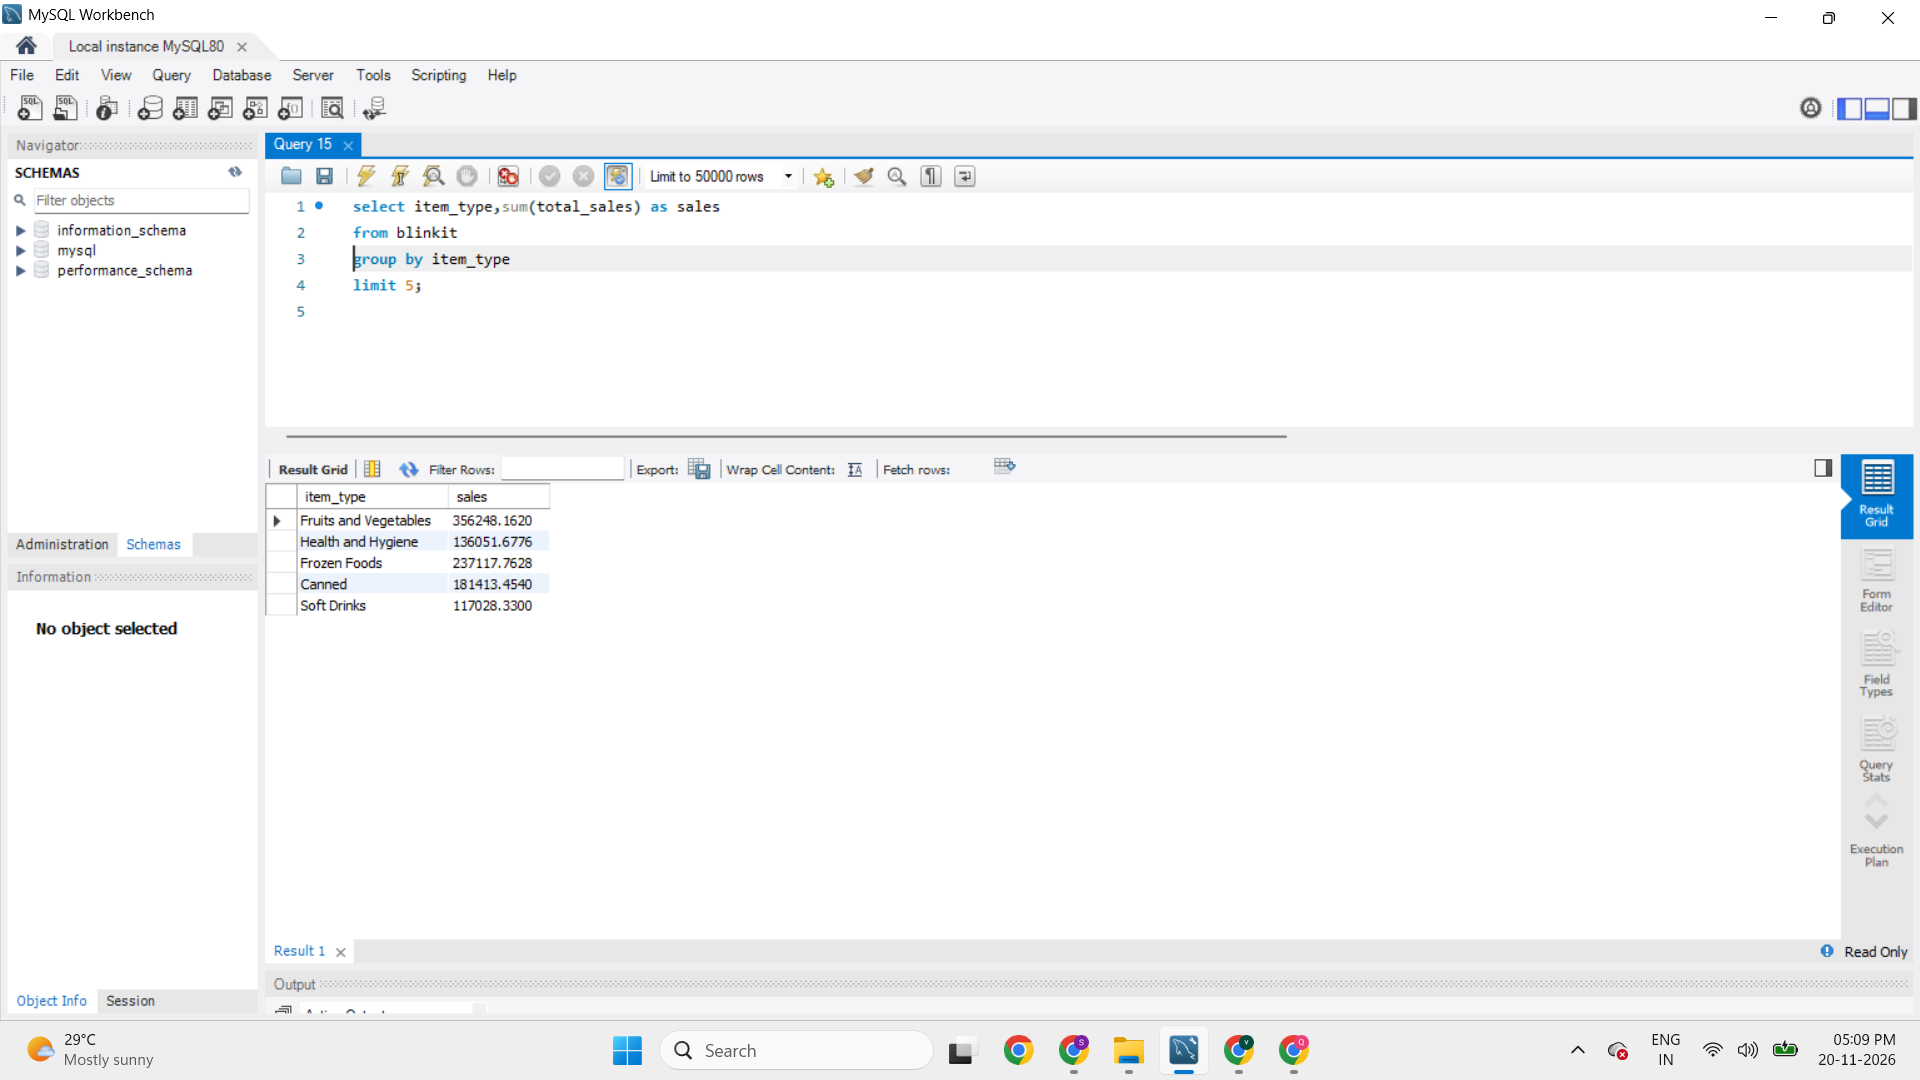 MySQL Workbench
Local instance MySQL80
File Edit View Query Database Server Tools Scripting Help
Navigator
Query 15
SCHEMAS
Limit to 50000 rows
Filter objects
information_schema
mysql
performance_schema
1 select item_type,sum(total_sales) as sales
2 from blinkit
3 group by item_type
4 limit 5;
5
Result Grid Filter Rows: Export: Wrap Cell Content: Fetch rows:
item_type sales
Fruits and Vegetables 356248.1620
Health and Hygiene 136051.6776
Frozen Foods 237117.7628
Canned 181413.4540
Soft Drinks 117028.3300
Result
Grid
Form
Editor
Field
Types
Query
Stats
Execution
Plan
Administration Schemas
Information
No object selected
Result 1
Read Only
Output
Object Info Session
29°C
Mostly sunny
Search
ENG
IN
05:09 PM
20-11-2026